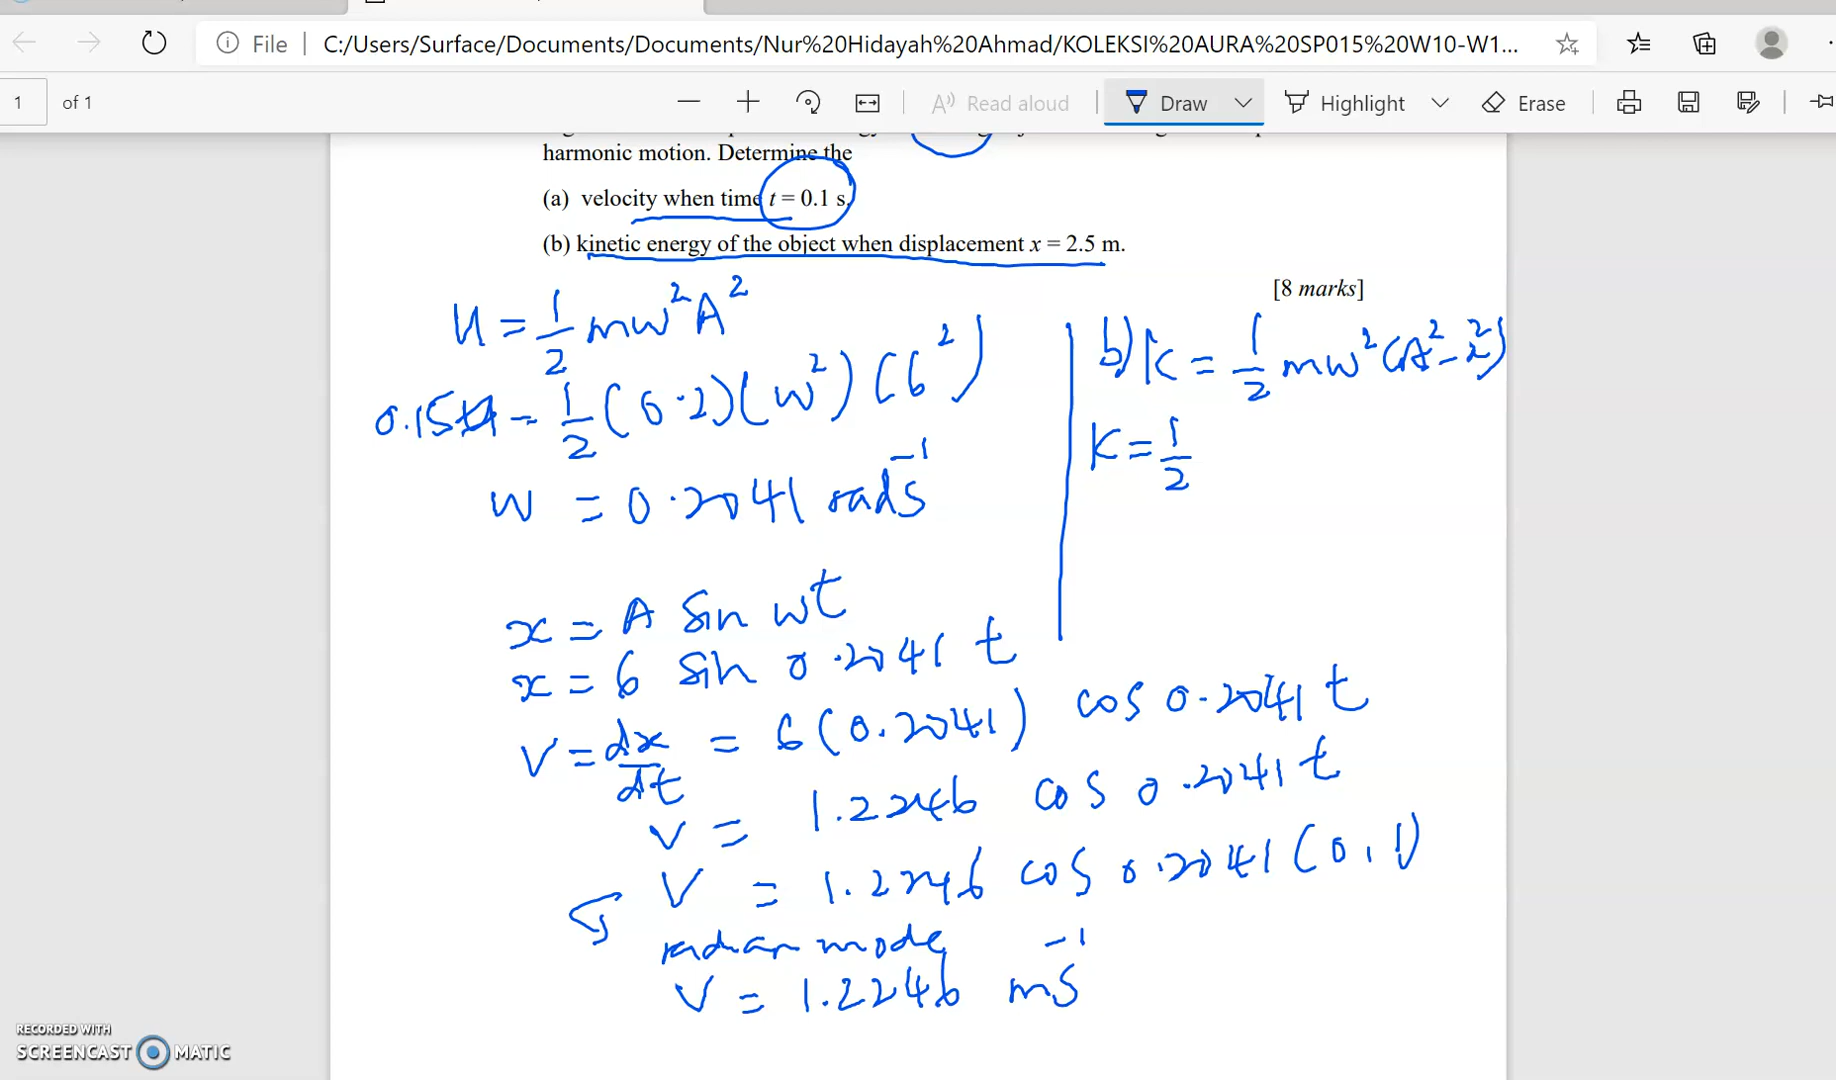 File C:/Users/Surface/Documents/Documents/Nur%20Hidayah%20Ahmad/KOLEKSI%20AURA%20SP015%20W10-W1...
1 of 1 Read aloud Draw Highlight Erase
harmonic motion. Determine the
(a) velocity when time t = 0.1 s.
(b) kinetic energy of the object when displacement x = 2.5 m.
[8 marks]
U = 1/2 mw²A²
= 1/2 (0.2)(w²)(6²)
w = 0.2041 rads⁻¹
x = A sin wt
x = 6 sin 0.2041 t
v = dx/dt = 6(0.2041) cos 0.2041 t
v = 1.2246 cos 0.2041 t
v = 1.2246 cos 0.2041(0.1)
radian mode
v = 1.2246 ms⁻¹
b) K = 1/2 mw²(A²-x²)
K = 1/2
RECORDED WITH
SCREENCAST MATIC